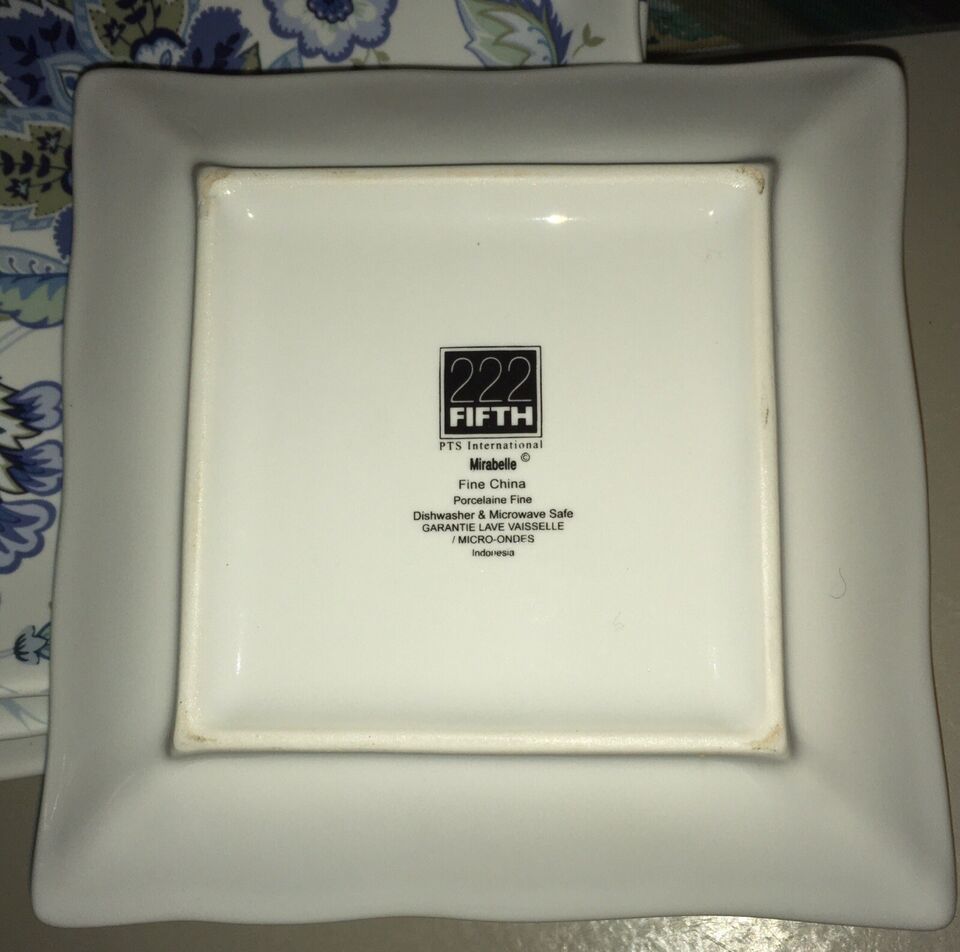 222
FIFTH
PTS International
Mirabelle ©
Fine China
Porcelaine Fine
Dishwasher & Microwave Safe
GARANTIE LAVE VAISSELLE
/ MICRO-ONDES
Indonesia